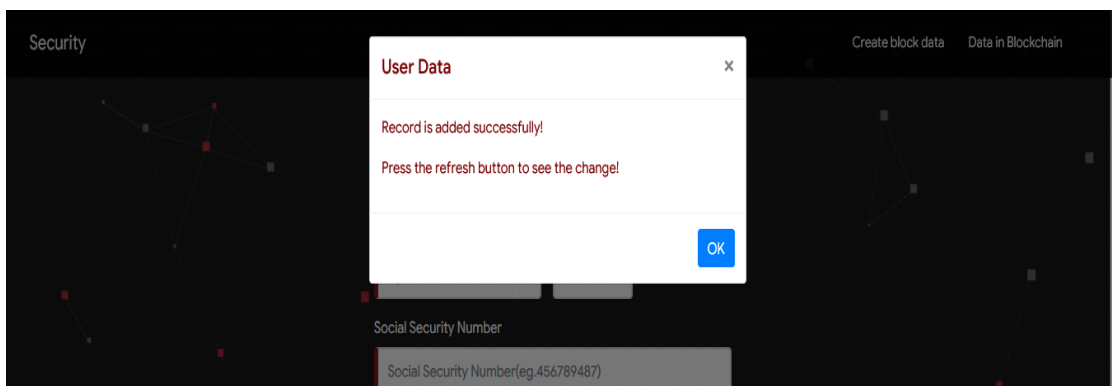 Security
Create block data
Data in Blockchain
User Data
×
Record is added successfully!
Press the refresh button to see the change!
OK
Social Security Number
Social Security Number(eg.456789487)